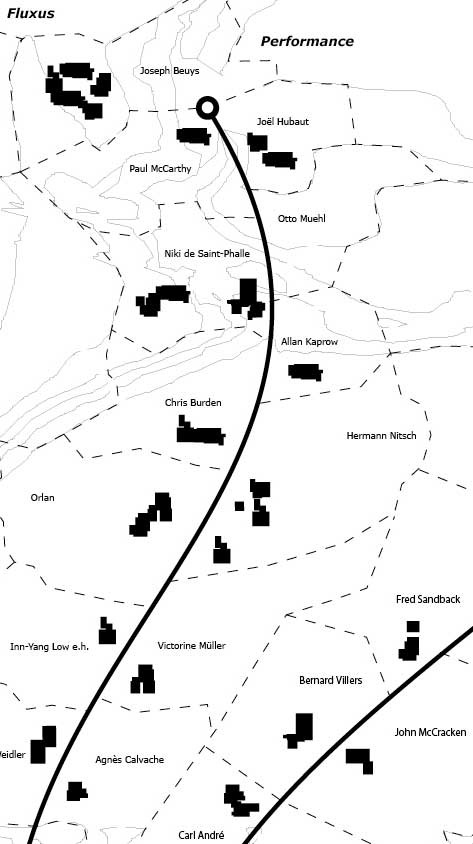 Fluxus
Performance
Joseph Beuys
Joël Hubaut
Paul McCarthy
Otto Muehl
Niki de Saint-Phalle
Allan Kaprow
Chris Burden
Hermann Nitsch
Orlan
Fred Sandback
Inn-Yang Low e.h.
Victorine Müller
Bernard Villers
John McCracken
eidler
Agnès Calvache
Carl André